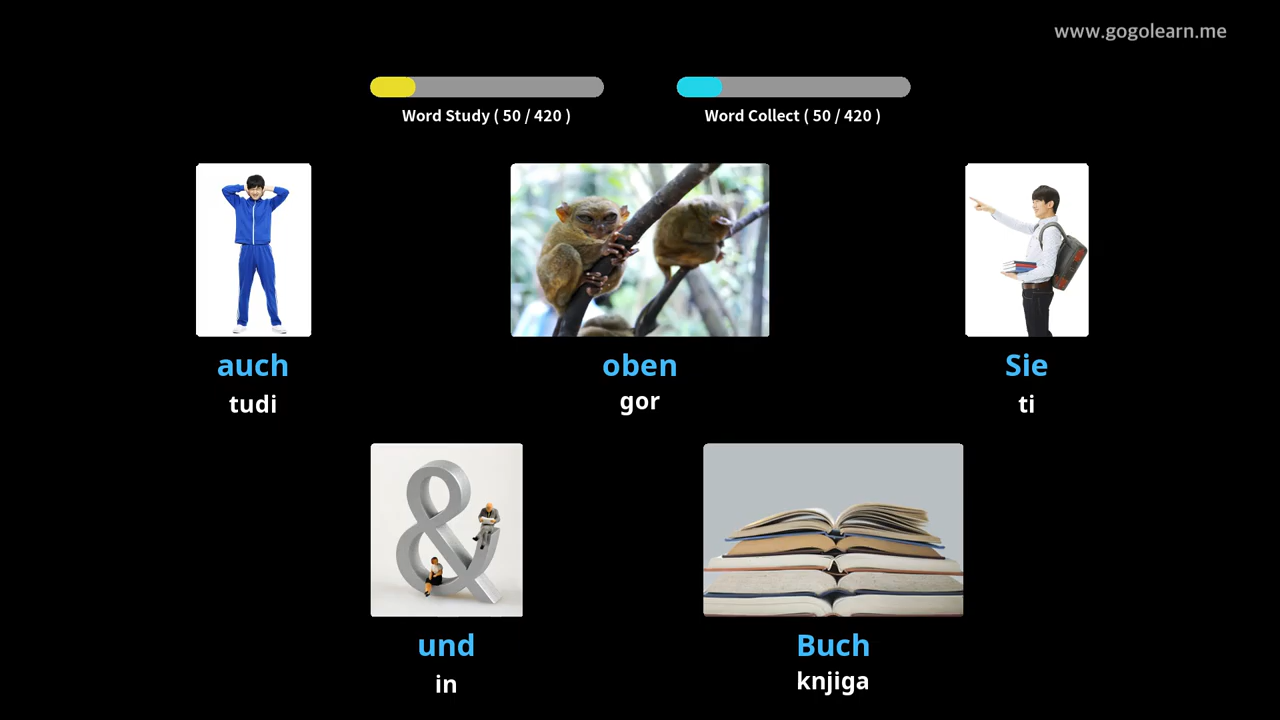 www.gogolearn.me
Word Study ( 50 / 420 )
Word Collect ( 50 / 420 )
auch
tudi
oben
gor
Sie
ti
und
in
Buch
knjiga